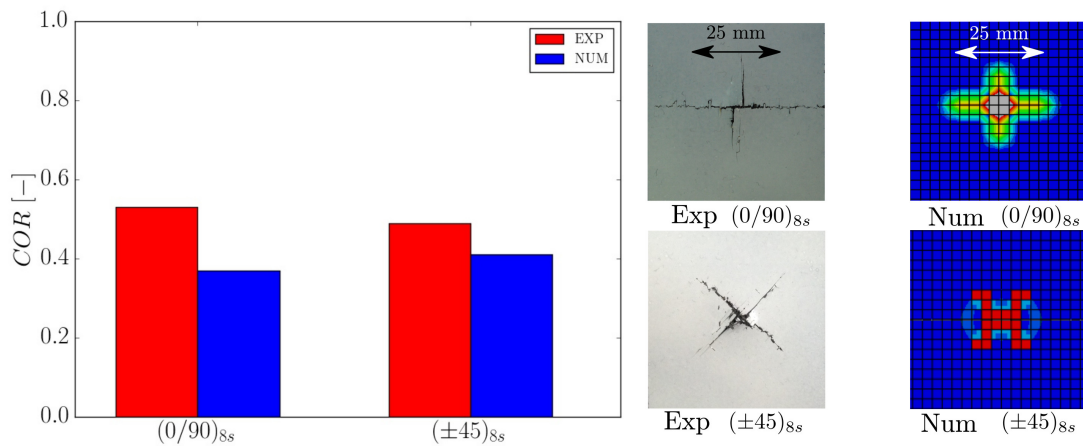 1.0
0.8
0.6
0.4
0.2
0.0
COR [−]
EXP
NUM
(0/90)8s
(±45)8s
25 mm
Exp (0/90)8s
25 mm
Num (0/90)8s
Exp (±45)8s
Num (±45)8s